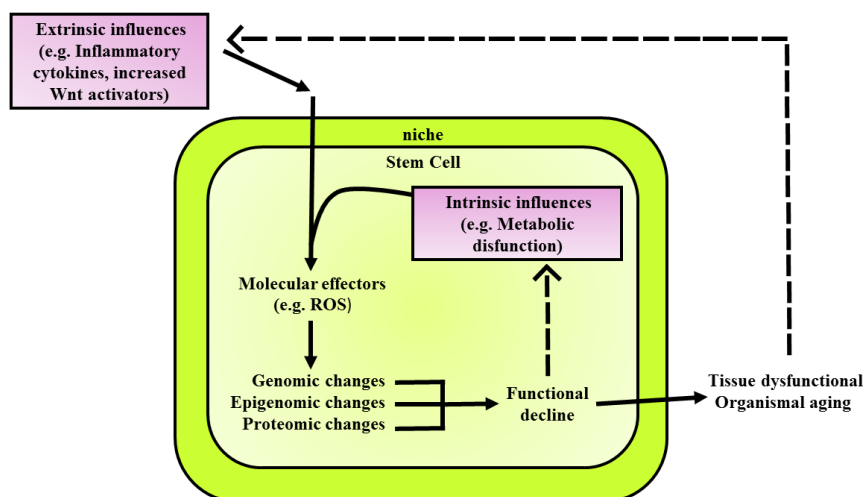 Extrinsic influences
(e.g. Inflammatory
cytokines, increased
Wnt activators)
niche
Stem Cell
Intrinsic influences
(e.g. Metabolic
disfunction)
Molecular effectors
(e.g. ROS)
Genomic changes
Epigenomic changes
Proteomic changes
Functional
decline
Tissue dysfunctional
Organismal aging